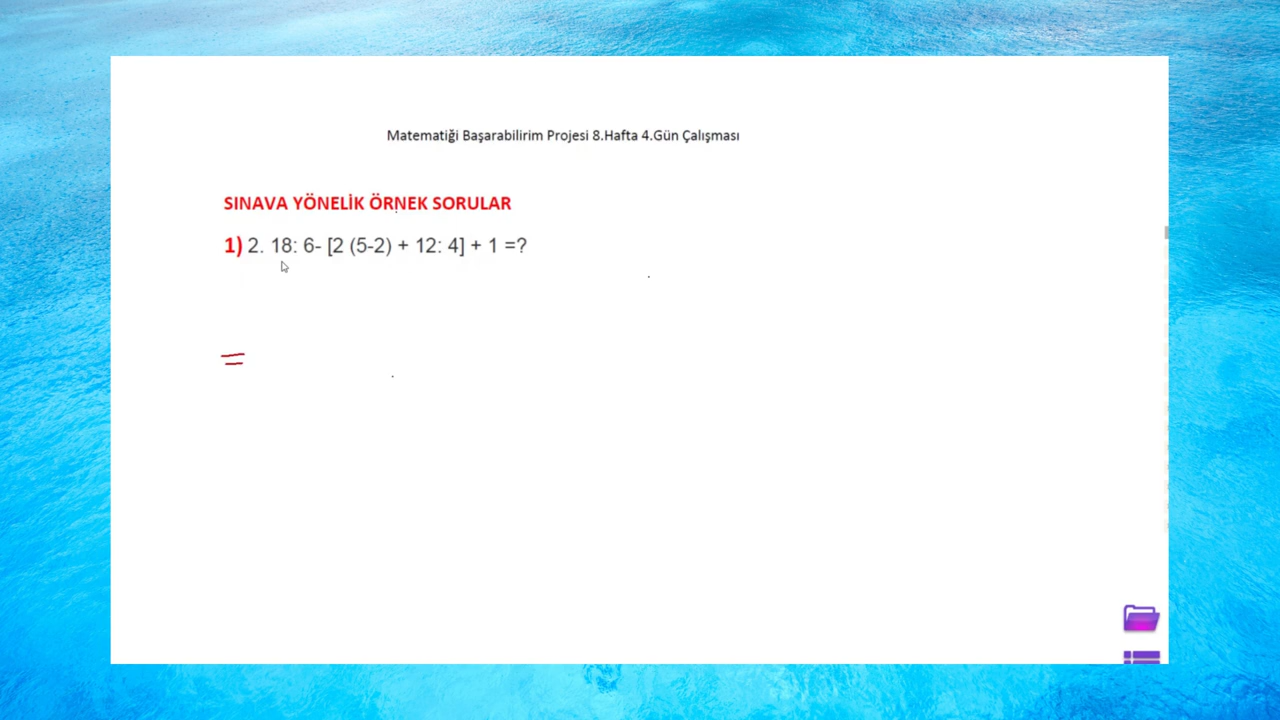 Matematiği Başarabilirim Projesi 8.Hafta 4.Gün Çalışması
SINAVA YÖNELİK ÖRNEK SORULAR
1) 2. 18: 6- [2 (5-2) + 12: 4] + 1 =?
=